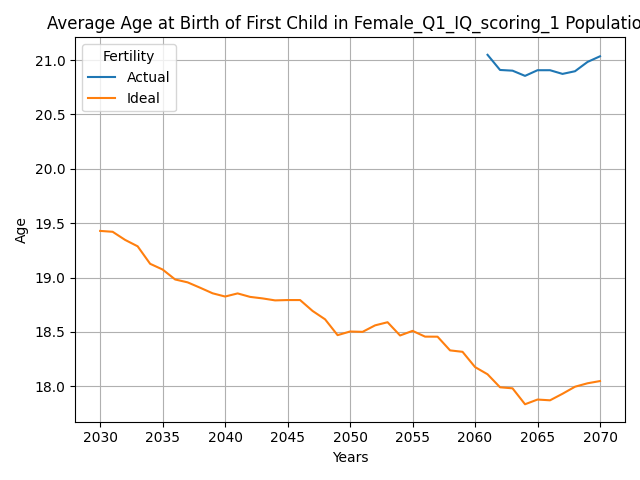 Average Age at Birth of First Child in Female_Q1_IQ_scoring_1 Populatio
Fertility
Actual
Ideal
21.0
20.5
20.0
19.5
19.0
18.5
18.0
Age
2030 2035 2040 2045 2050 2055 2060 2065 2070
Years